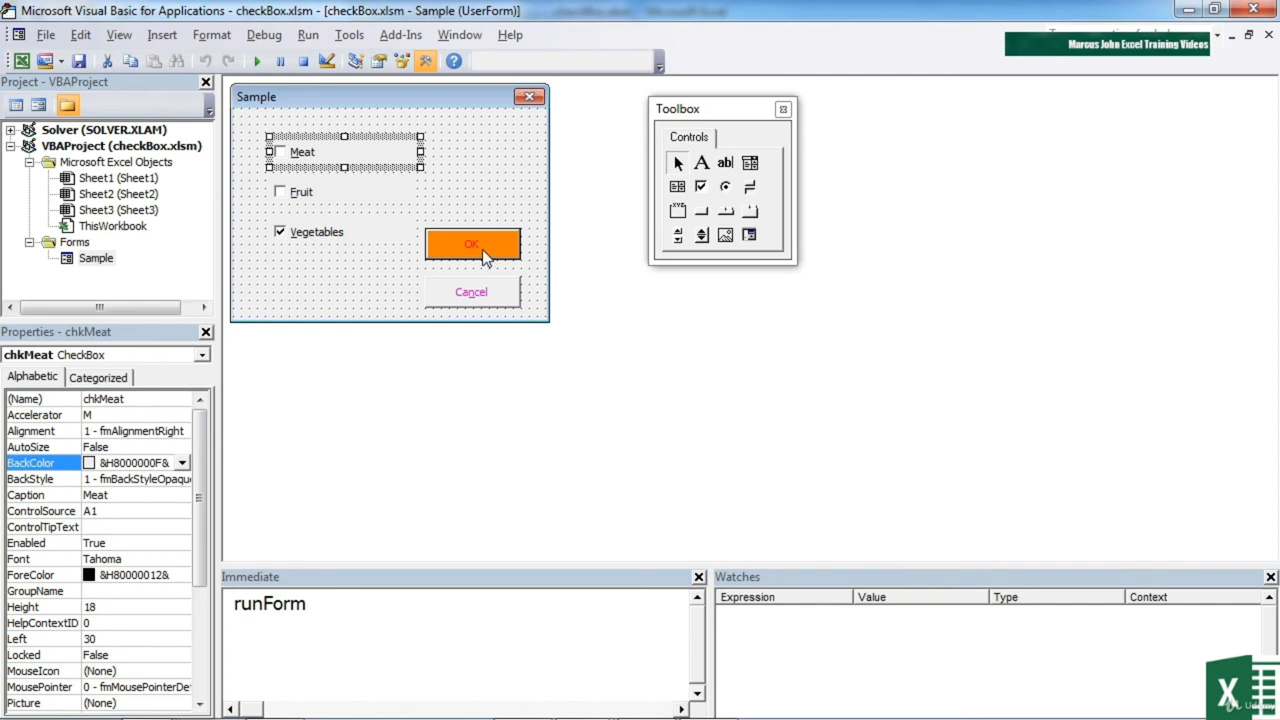 Microsoft Visual Basic for Applications - checkBox.xlsm - [checkBox.xlsm - Sample (UserForm)]
File Edit View Insert Format Debug Run Tools Add-Ins Window Help
Marcus John Excel Training Videos
Project - VBAProject
Solver (SOLVER.XLAM)
VBAProject (checkBox.xlsm)
Microsoft Excel Objects
Sheet1 (Sheet1)
Sheet2 (Sheet2)
Sheet3 (Sheet3)
ThisWorkbook
Forms
Sample
Properties - chkMeat
chkMeat CheckBox
Alphabetic Categorized
(Name) chkMeat
Accelerator M
Alignment 1 - fmAlignmentRight
AutoSize False
BackColor &H8000000F&
BackStyle 1 - fmBackStyleOpaqu
Caption Meat
ControlSource A1
ControlTipText
Enabled True
Font Tahoma
ForeColor &H80000012&
GroupName
Height 18
HelpContextID 0
Left 30
Locked False
MouseIcon (None)
MousePointer 0 - fmMousePointerDe
Picture (None)
Sample
Meat
Fruit
Vegetables
OK
Cancel
Toolbox
Controls
A ab|
XYZ
Immediate
runForm
Watches
Expression Value Type Context
X
Udemy